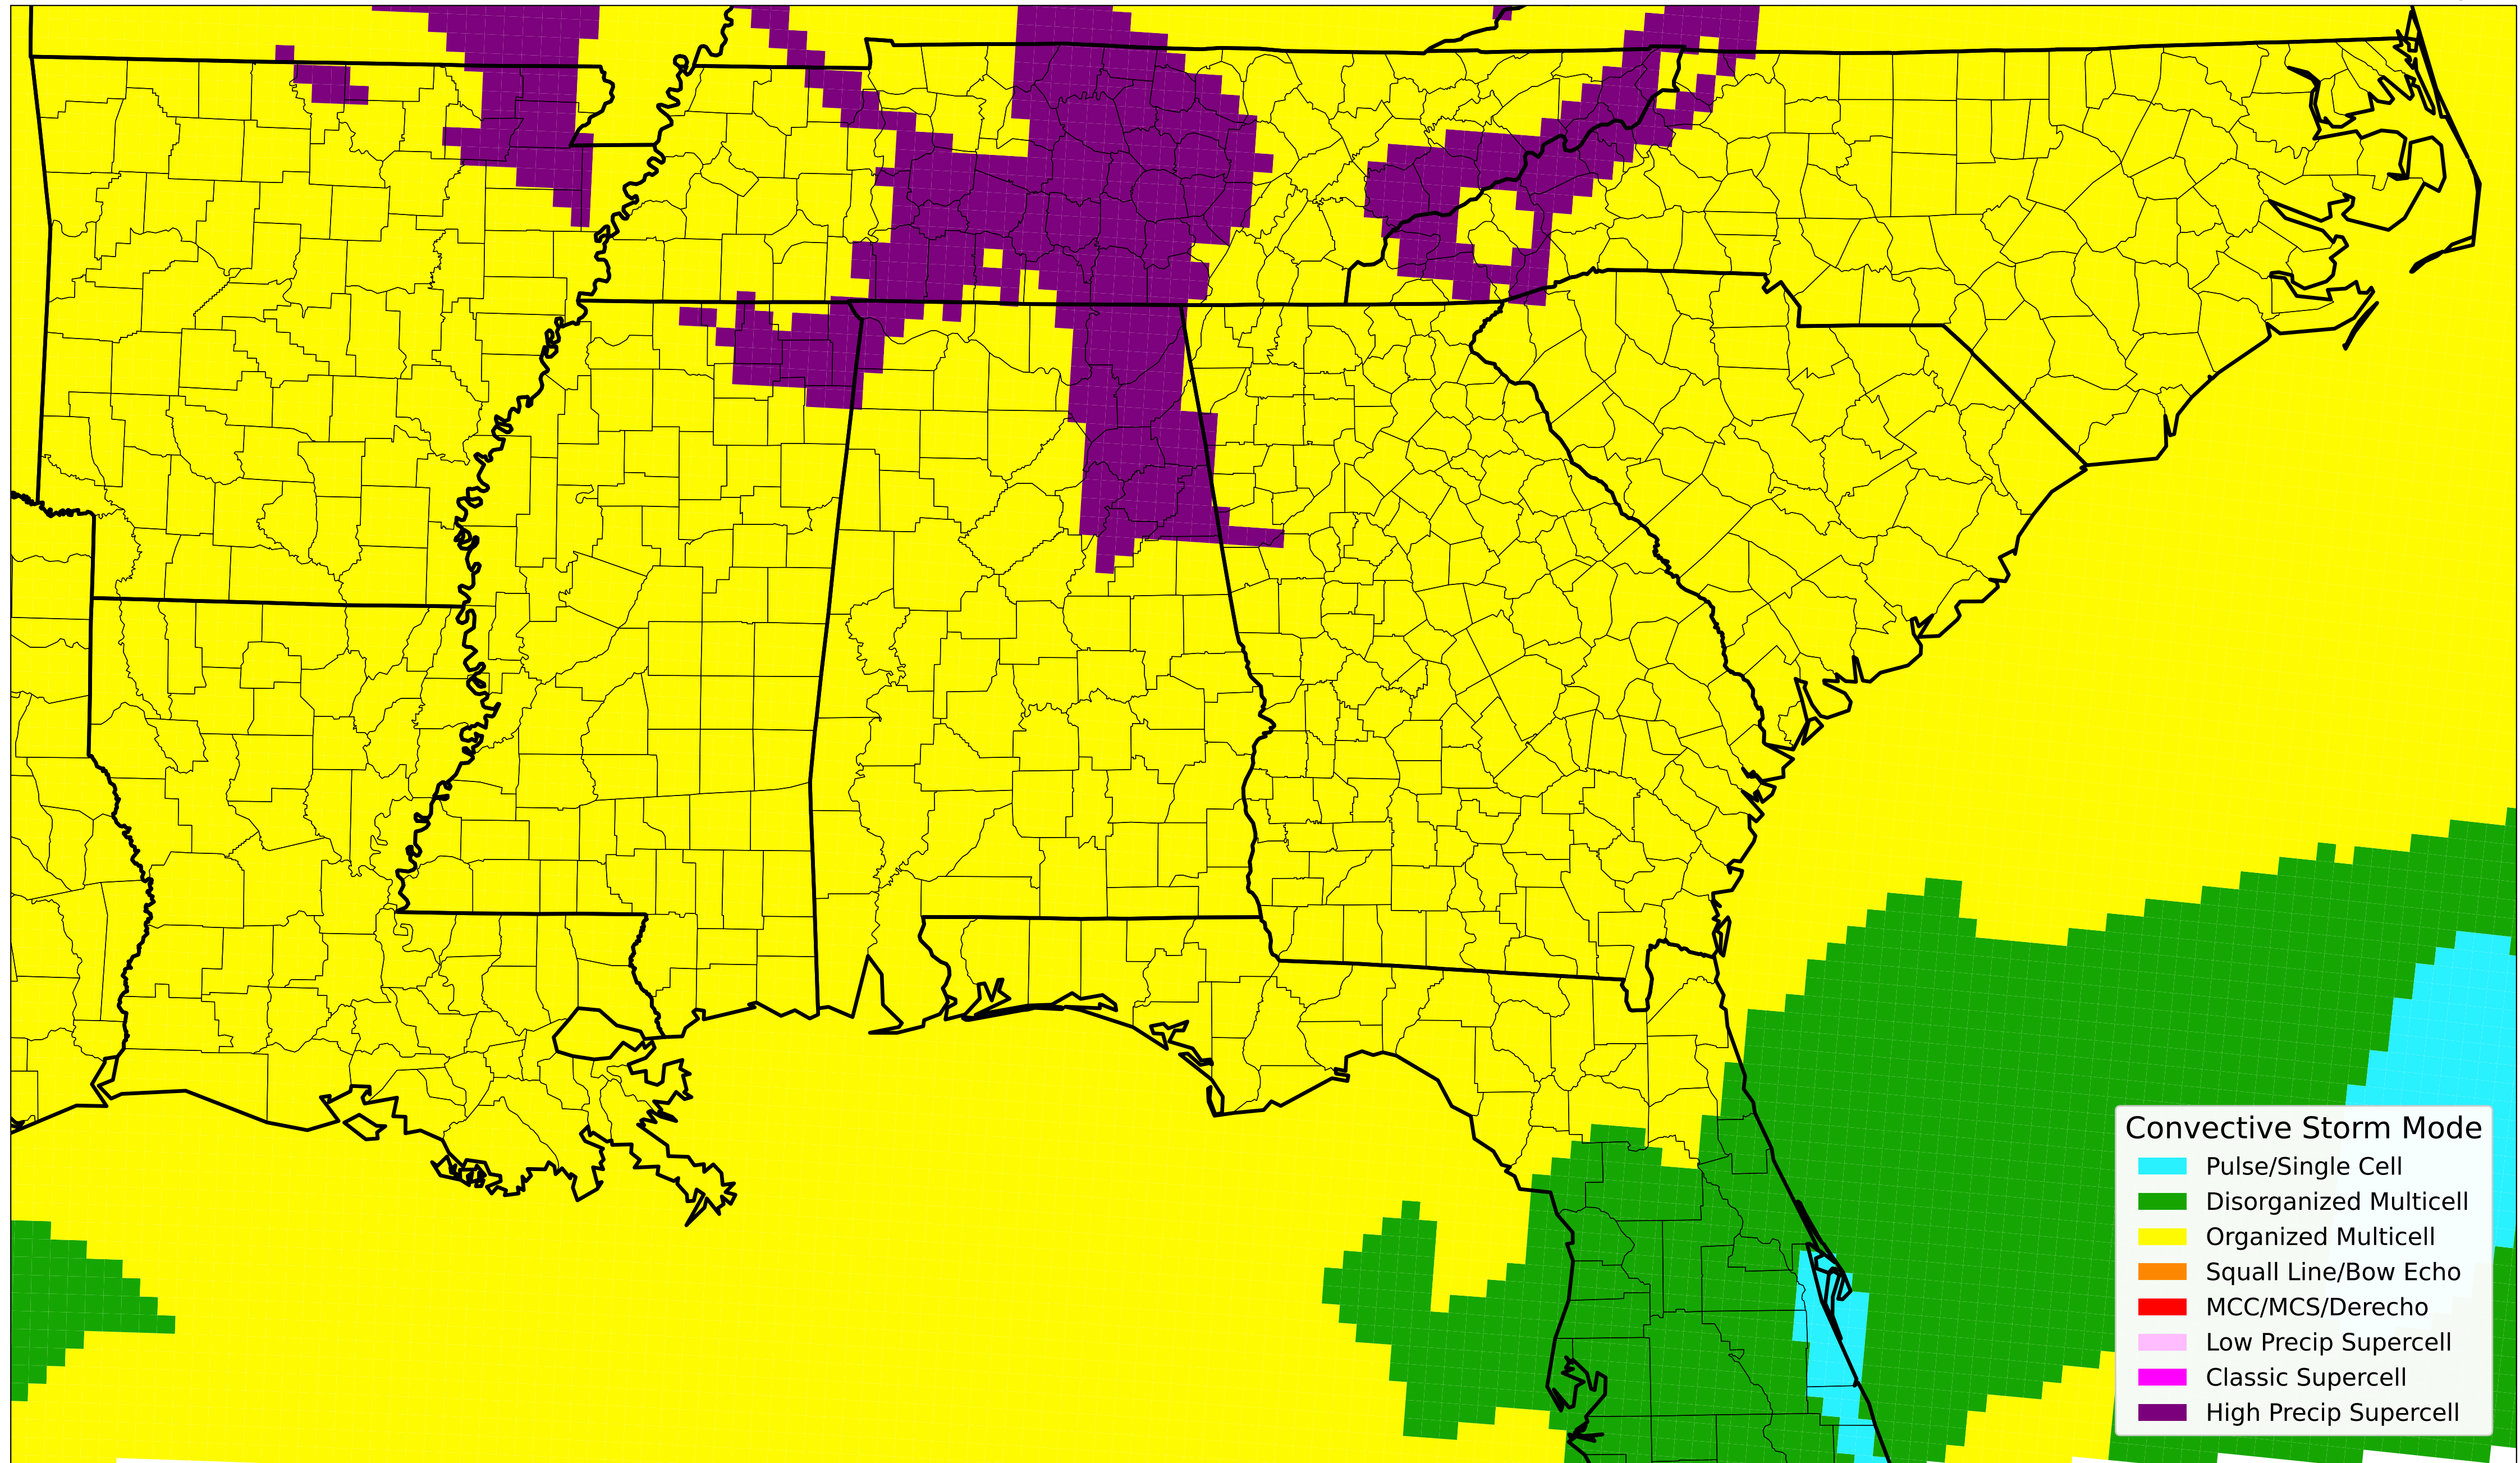 Convective Storm Mode
Pulse/Single Cell
Disorganized Multicell
Organized Multicell
Squall Line/Bow Echo
MCC/MCS/Derecho
Low Precip Supercell
Classic Supercell
High Precip Supercell